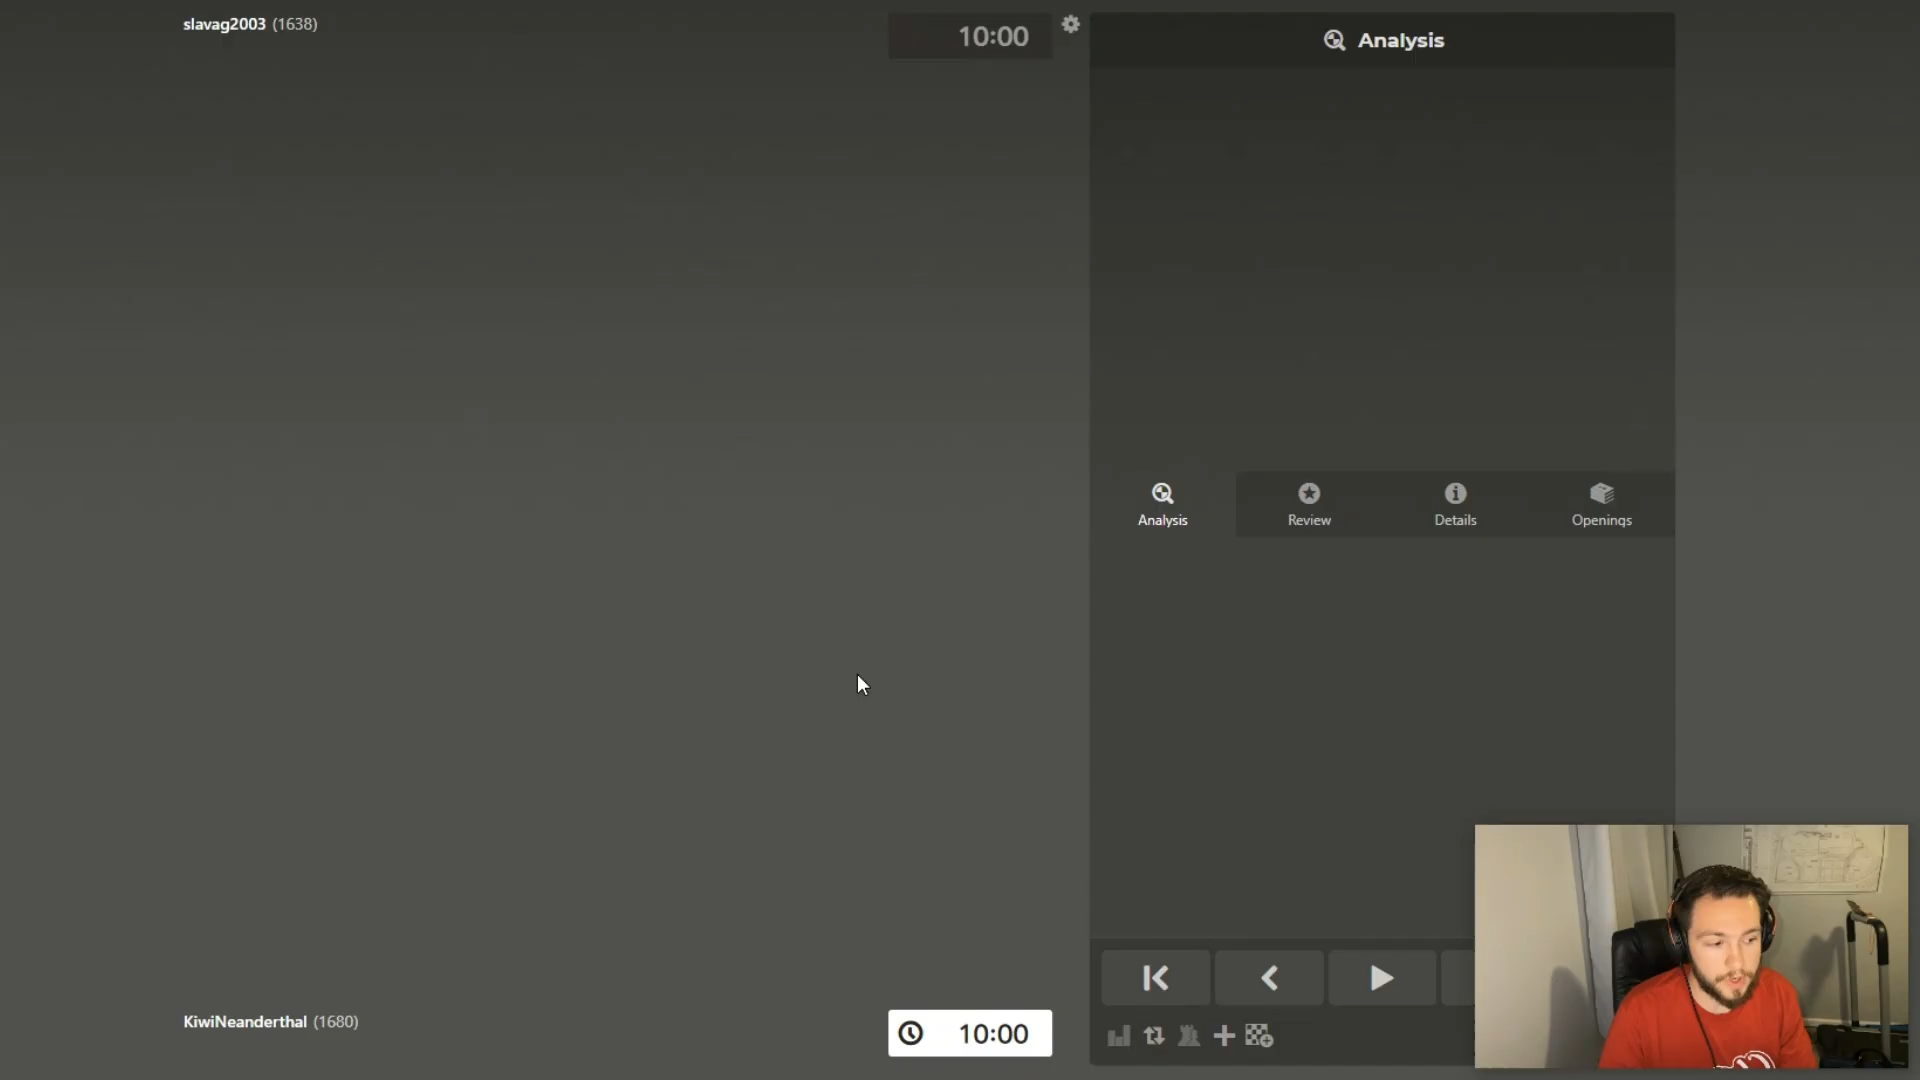 slavag2003 (1638)
10:00
Analysis
Analysis
Review
Details
Openings
KiwiNeanderthal (1680)
10:00